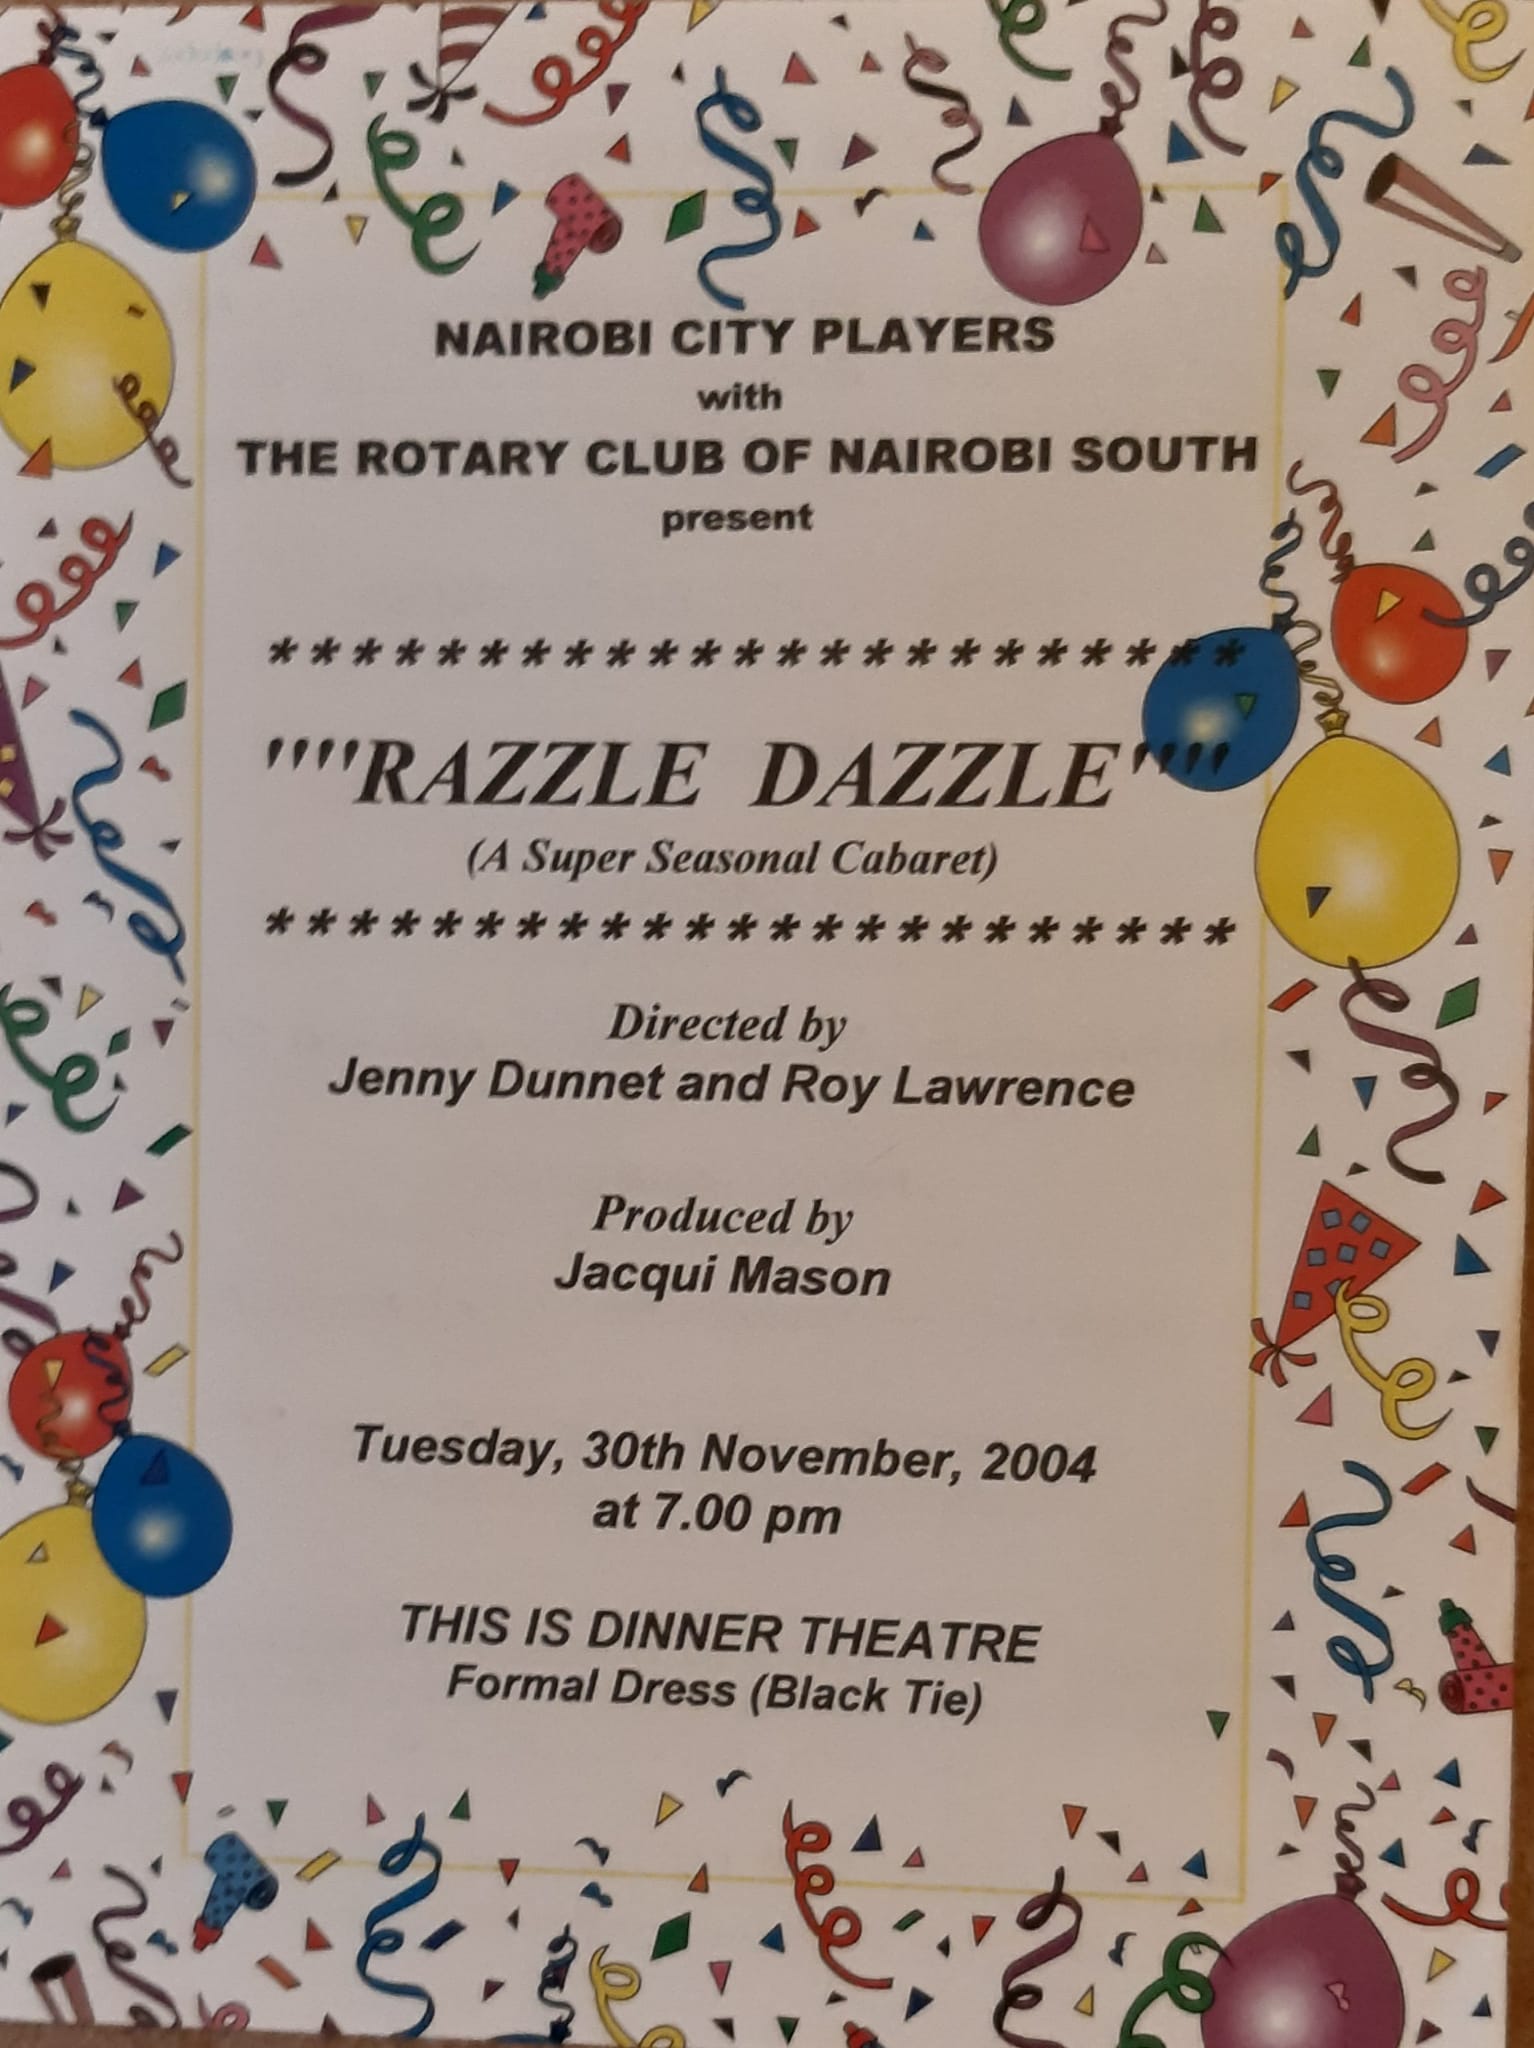 NAIROBI CITY PLAYERS
with
THE ROTARY CLUB OF NAIROBI SOUTH
present
* * * * * * * * * * * * * * * * * * * * * * *
""RAZZLE DAZZLE""
(A Super Seasonal Cabaret)
* * * * * * * * * * * * * * * * * * * * * * *
Directed by
Jenny Dunnet and Roy Lawrence
Produced by
Jacqui Mason
Tuesday, 30th November, 2004
at 7.00 pm
THIS IS DINNER THEATRE
Formal Dress (Black Tie)